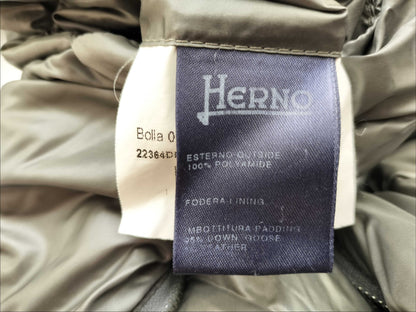 HERNO
Bolla 0
22364D
ESTERNO-OUTSIDE
100% POLYAMIDE
FODERA-LINING
MBOTTITURA-PADDING
DOWN GOOSE